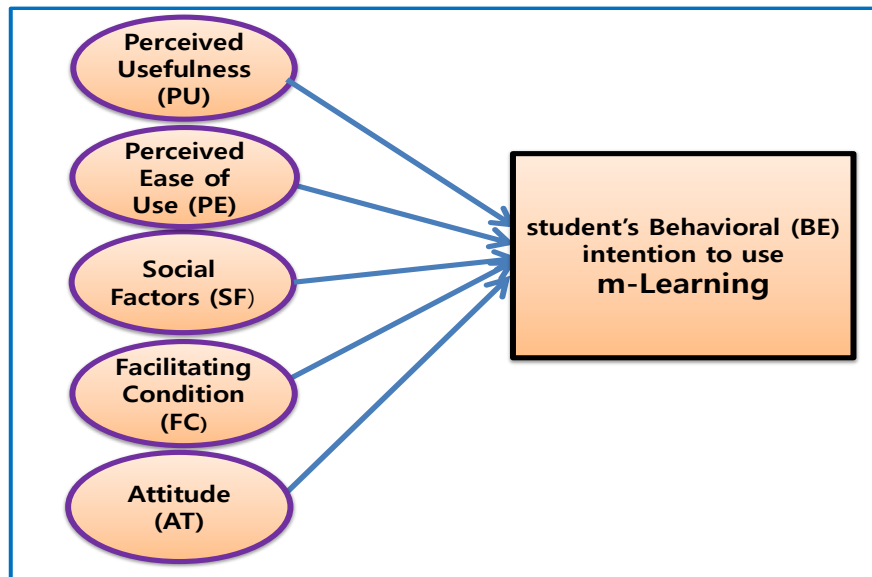 Perceived
Usefulness
(PU)
Perceived
Ease of
Use (PE)
Social
Factors (SF)
Facilitating
Condition
(FC)
Attitude
(AT)
student's Behavioral (BE)
intention to use
m-Learning